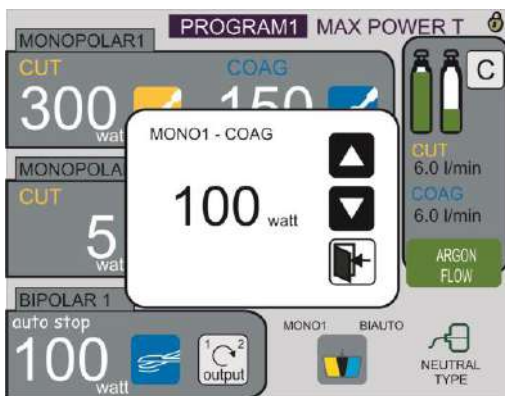 PROGRAM1 MAX POWER T
MONOPOLAR1
CUT
COAG
300
watt
150
C
CUT
6.0 l/min
COAG
6.0 l/min
ARGON
FLOW
MONO1 - COAG
100 watt
MONOPOLA
CUT
5
watt
BIPOLAR 1
auto stop
100
watt
1 2
output
MONO1
BIAUTO
NEUTRAL
TYPE